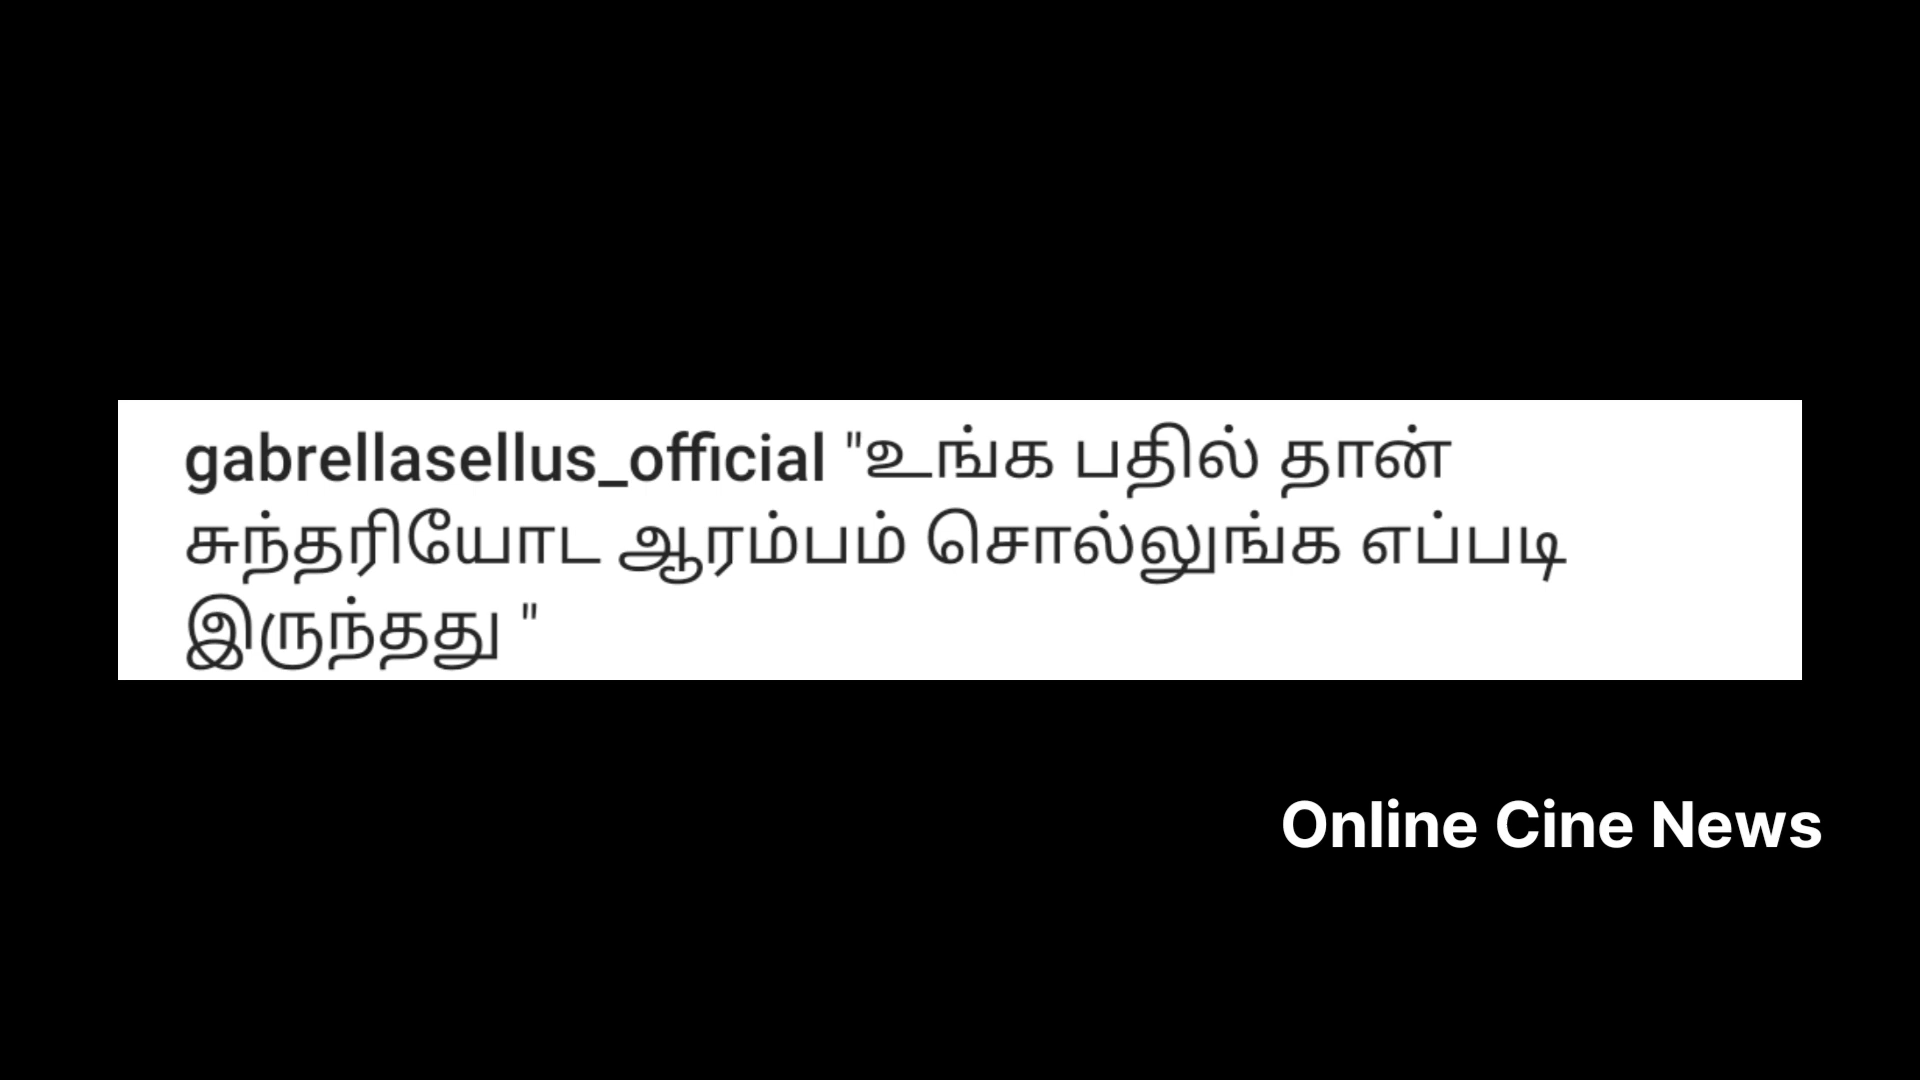 gabrellasellus_official "உங்க பதில் தான்
சுந்தரியோட ஆரம்பம் சொல்லுங்க எப்படி
இருந்தது "
Online Cine News